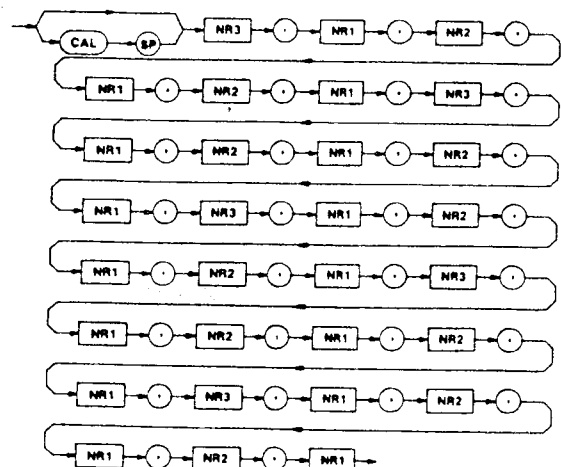 NR3 , NR1 , NR2 ,
CAL SP
NR1 , NR2 , NR1 , NR3 ,
NR1 , NR2 , NR1 , NR2 ,
NR1 , NR3 , NR1 , NR2 ,
NR1 , NR2 , NR1 , NR3 ,
NR1 , NR2 , NR1 , NR2 ,
NR1 , NR3 , NR1 , NR2 ,
NR1 , NR2 , NR1